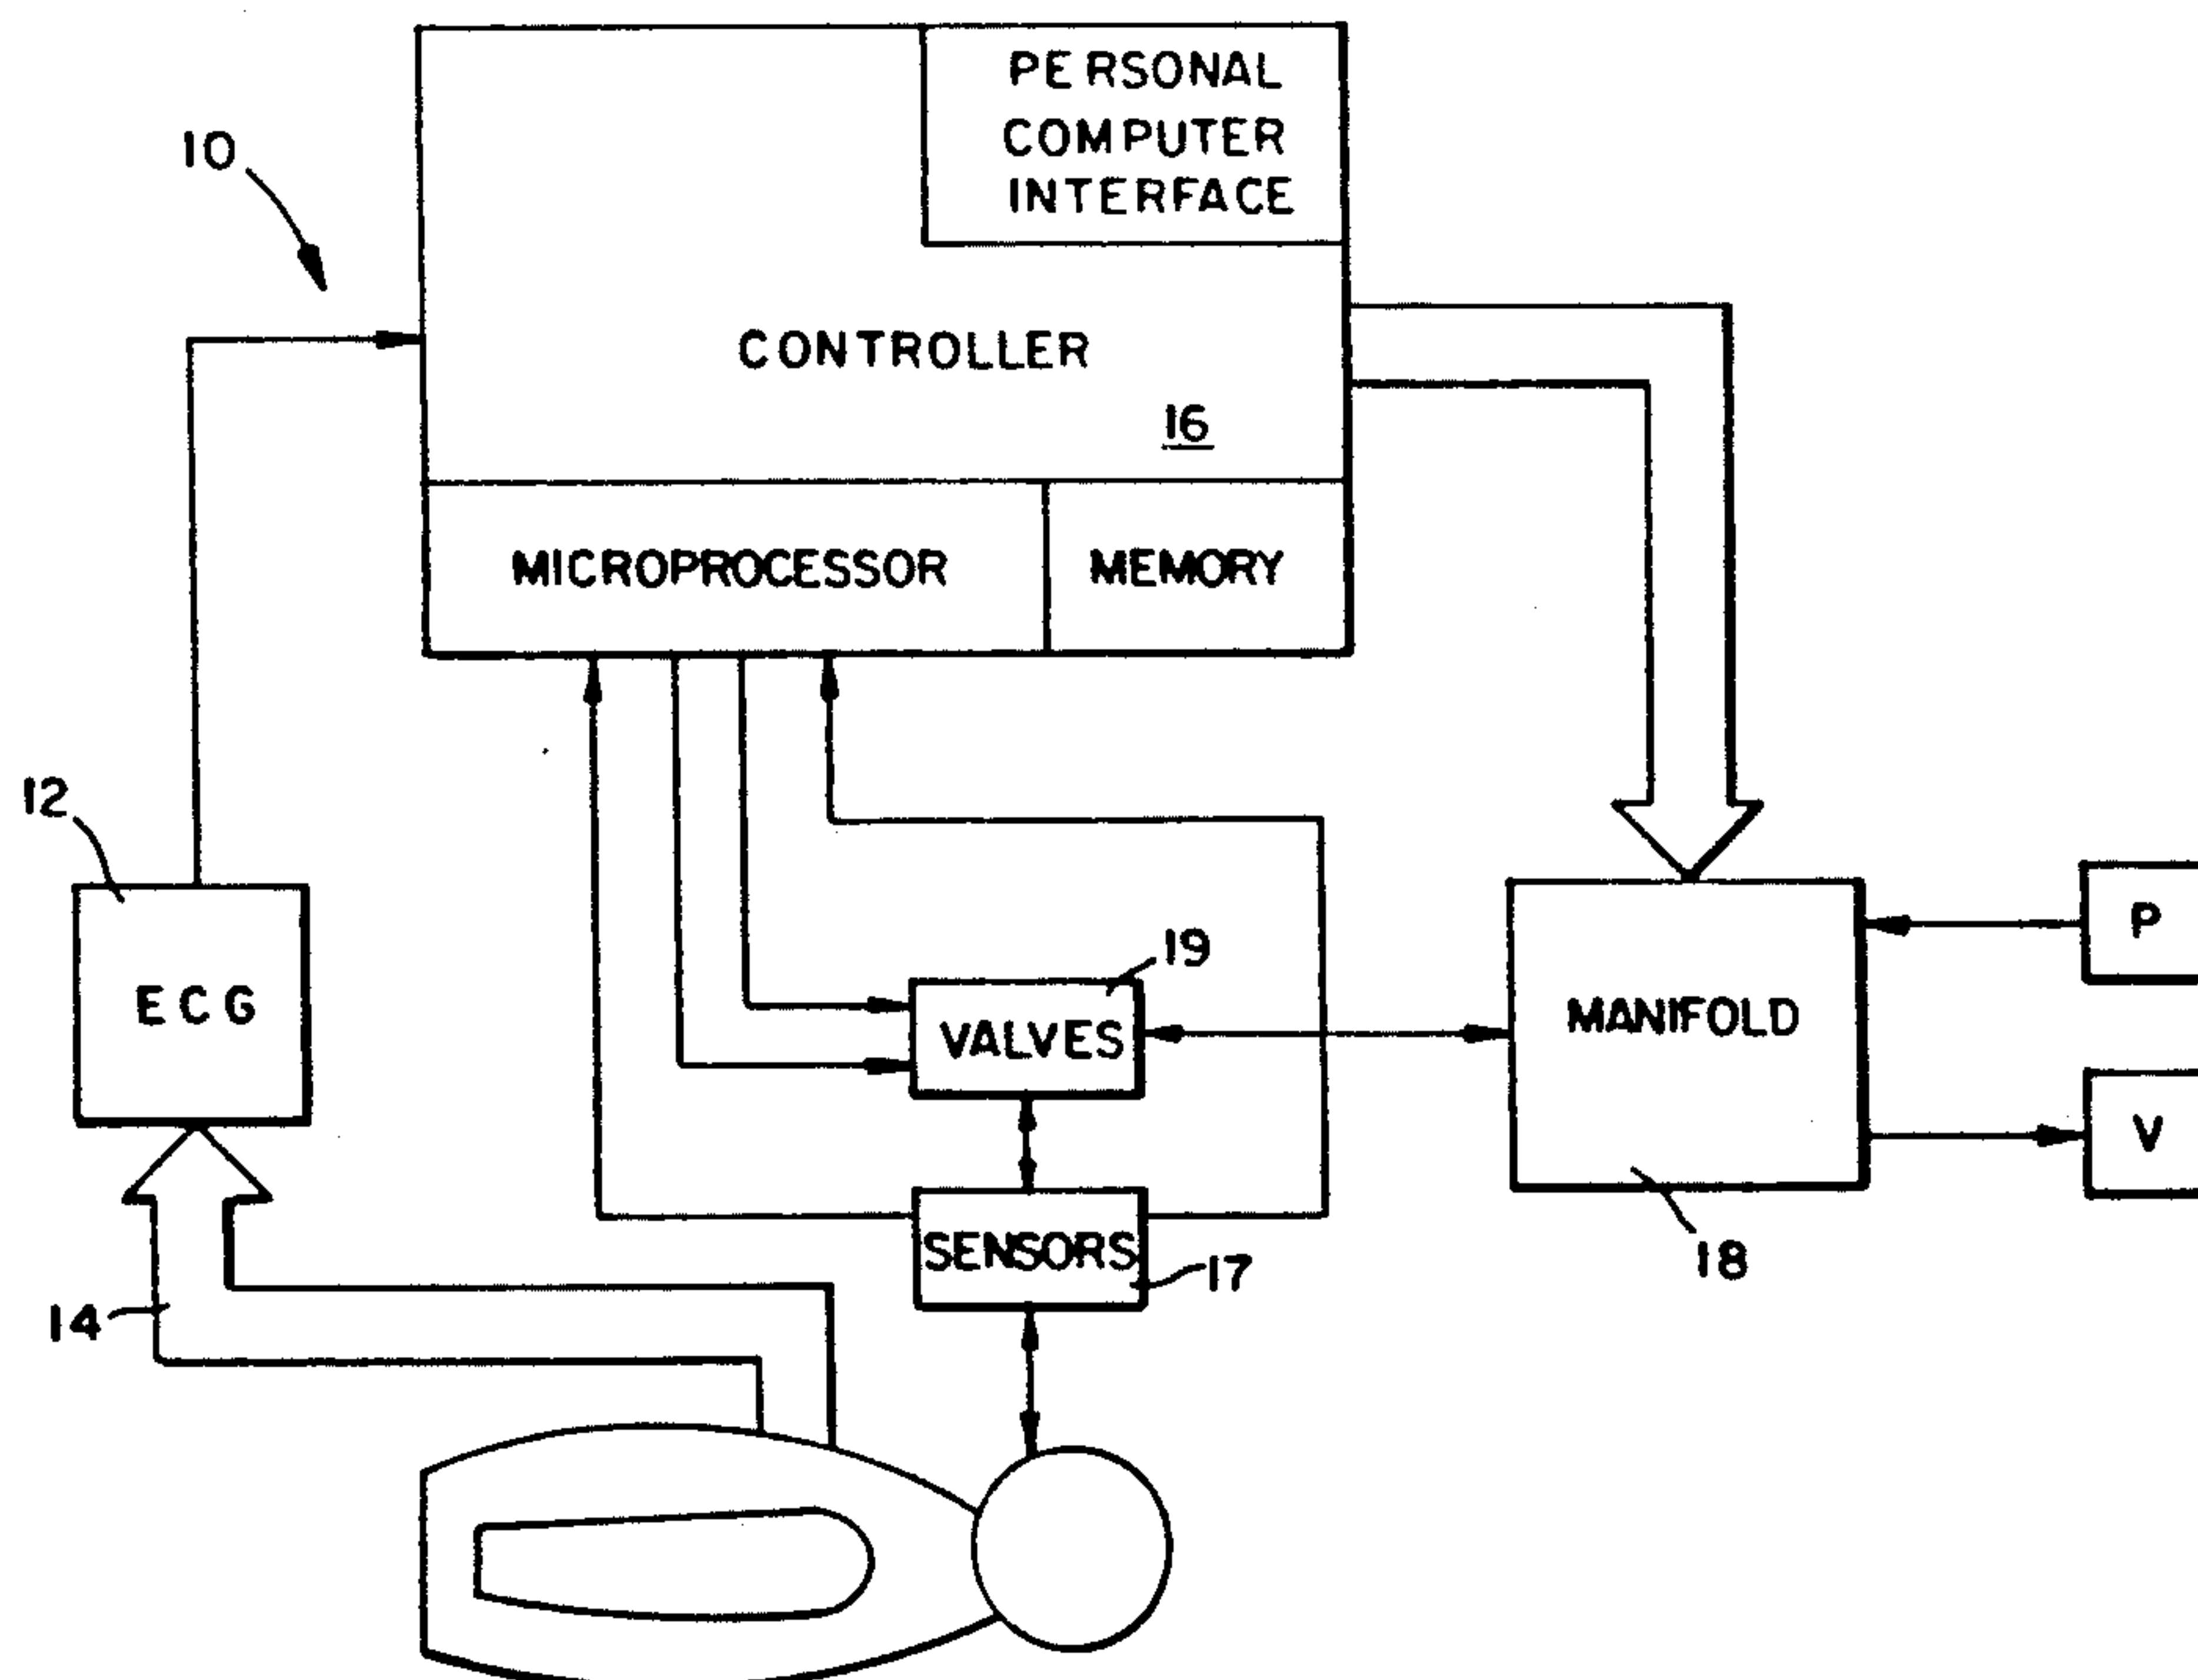 PERSONAL
COMPUTER
INTERFACE
10
CONTROLLER
16
MICROPROCESSOR
MEMORY
12
ECG
19
VALVES
MANIFOLD
P
V
SENSORS
17
18
14